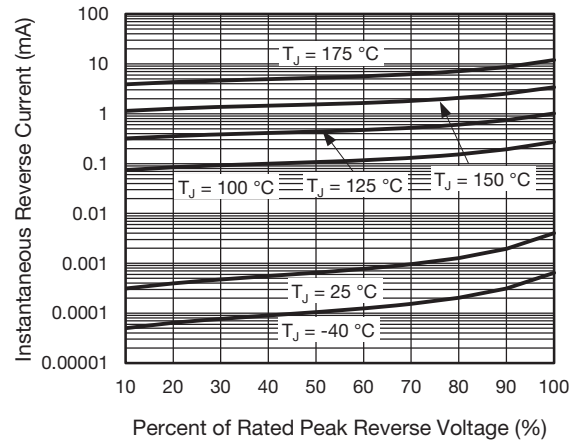 Instantaneous Reverse Current (mA)
100
10
1
0.1
0.01
0.001
0.0001
0.00001
TJ = 175 °C
TJ = 100 °C
TJ = 125 °C
TJ = 150 °C
TJ = 25 °C
TJ = -40 °C
10 20 30 40 50 60 70 80 90 100
Percent of Rated Peak Reverse Voltage (%)